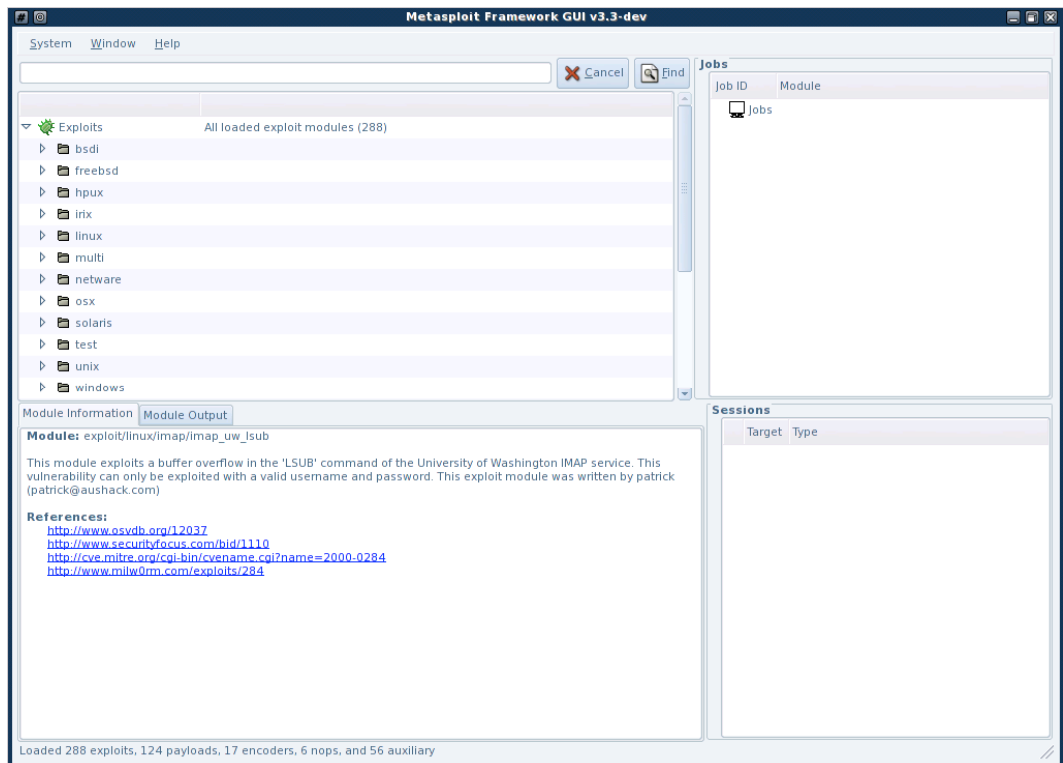 Metasploit Framework GUI v3.3-dev
System Window Help
Cancel Find
Exploits All loaded exploit modules (288)
bsdi
freebsd
hpux
irix
linux
multi
netware
osx
solaris
test
unix
windows
Jobs
Job ID Module
Jobs
Module Information Module Output
Module: exploit/linux/imap/imap_uw_lsub
This module exploits a buffer overflow in the 'LSUB' command of the University of Washington IMAP service. This
vulnerability can only be exploited with a valid username and password. This exploit module was written by patrick
(patrick@aushack.com)
References:
http://www.osvdb.org/12037
http://www.securityfocus.com/bid/1110
http://cve.mitre.org/cgi-bin/cvename.cgi?name=2000-0284
http://www.milw0rm.com/exploits/284
Sessions
Target Type
Loaded 288 exploits, 124 payloads, 17 encoders, 6 nops, and 56 auxiliary